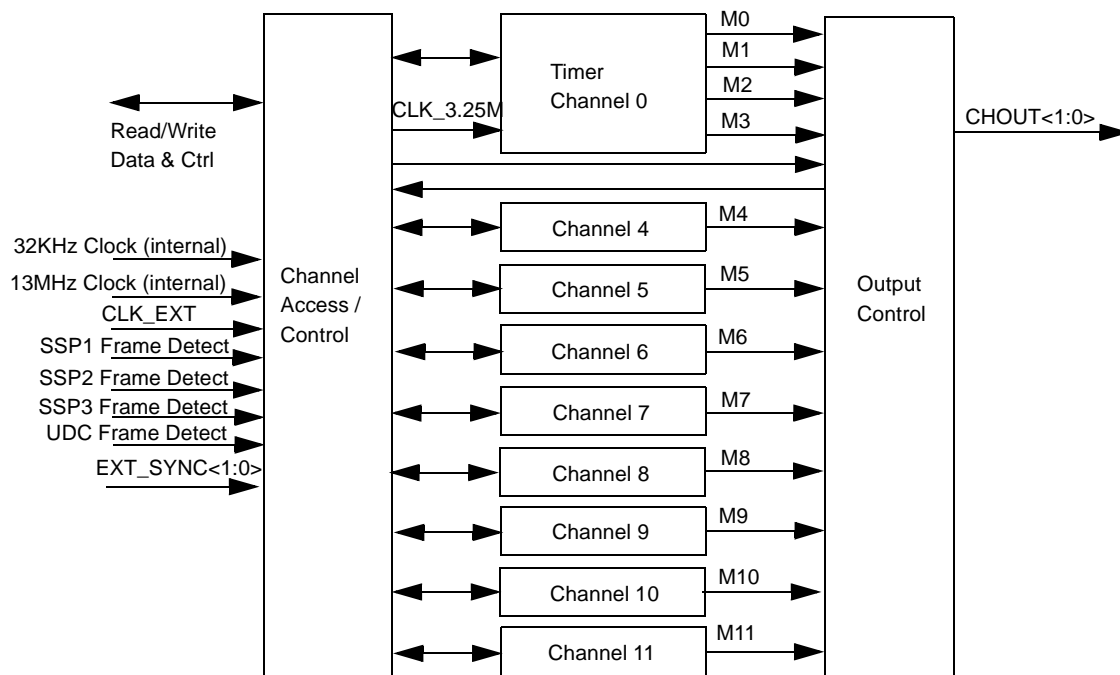 M0
M1
M2
M3
Timer
Channel 0
CLK_3.25M
CHOUT<1:0>
Read/Write
Data & Ctrl
Channel 4
M4
32KHz Clock (internal)
13MHz Clock (internal)
CLK_EXT
SSP1 Frame Detect
SSP2 Frame Detect
SSP3 Frame Detect
UDC Frame Detect
EXT_SYNC<1:0>
Channel
Access /
Control
Channel 5
M5
Output
Control
Channel 6
M6
Channel 7
M7
Channel 8
M8
Channel 9
M9
Channel 10
M10
Channel 11
M11